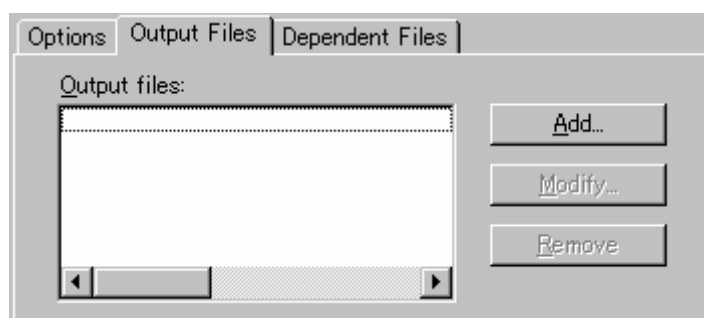 Options Output Files Dependent Files
Output files:
Add...
Modify...
Remove